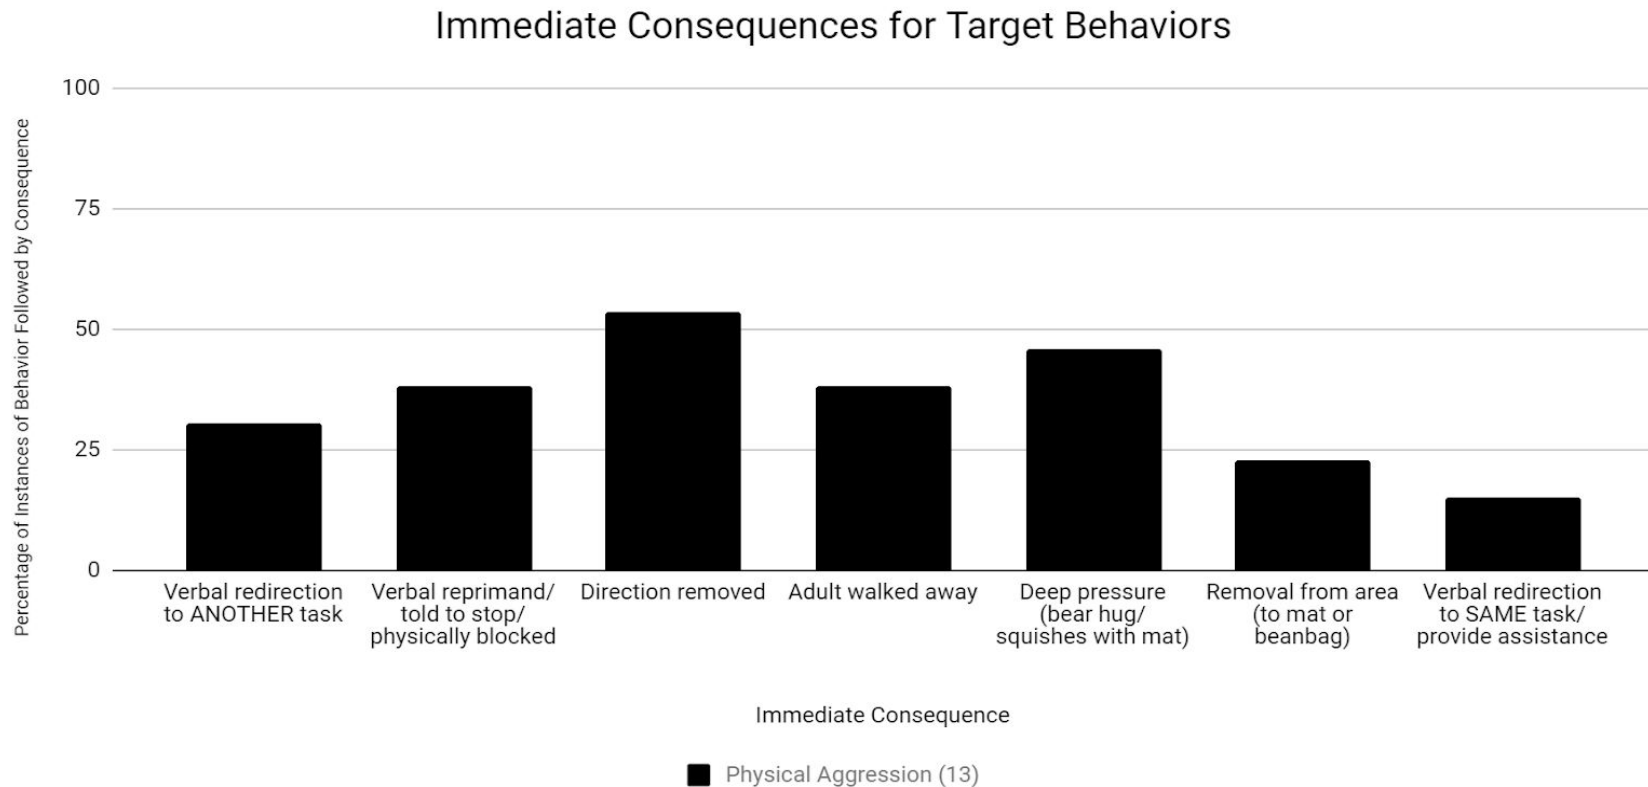 Immediate Consequences for Target Behaviors
Percentage of Instances of Behavior Followed by Consequence
100
75
50
25
0
Verbal redirection
to ANOTHER task
Verbal reprimand/
told to stop/
physically blocked
Direction removed
Adult walked away
Deep pressure
(bear hug/
squishes with mat)
Removal from area
(to mat or
beanbag)
Verbal redirection
to SAME task/
provide assistance
Immediate Consequence
Physical Aggression (13)